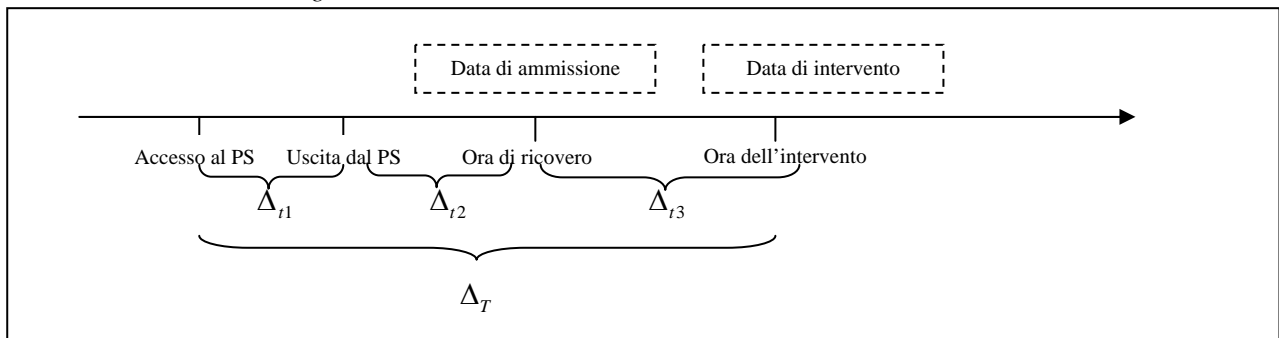 Data di ammissione
Data di intervento
Accesso al PS
Uscita dal PS
Ora di ricovero
Ora dell'intervento
Δt1
Δt2
Δt3
ΔT